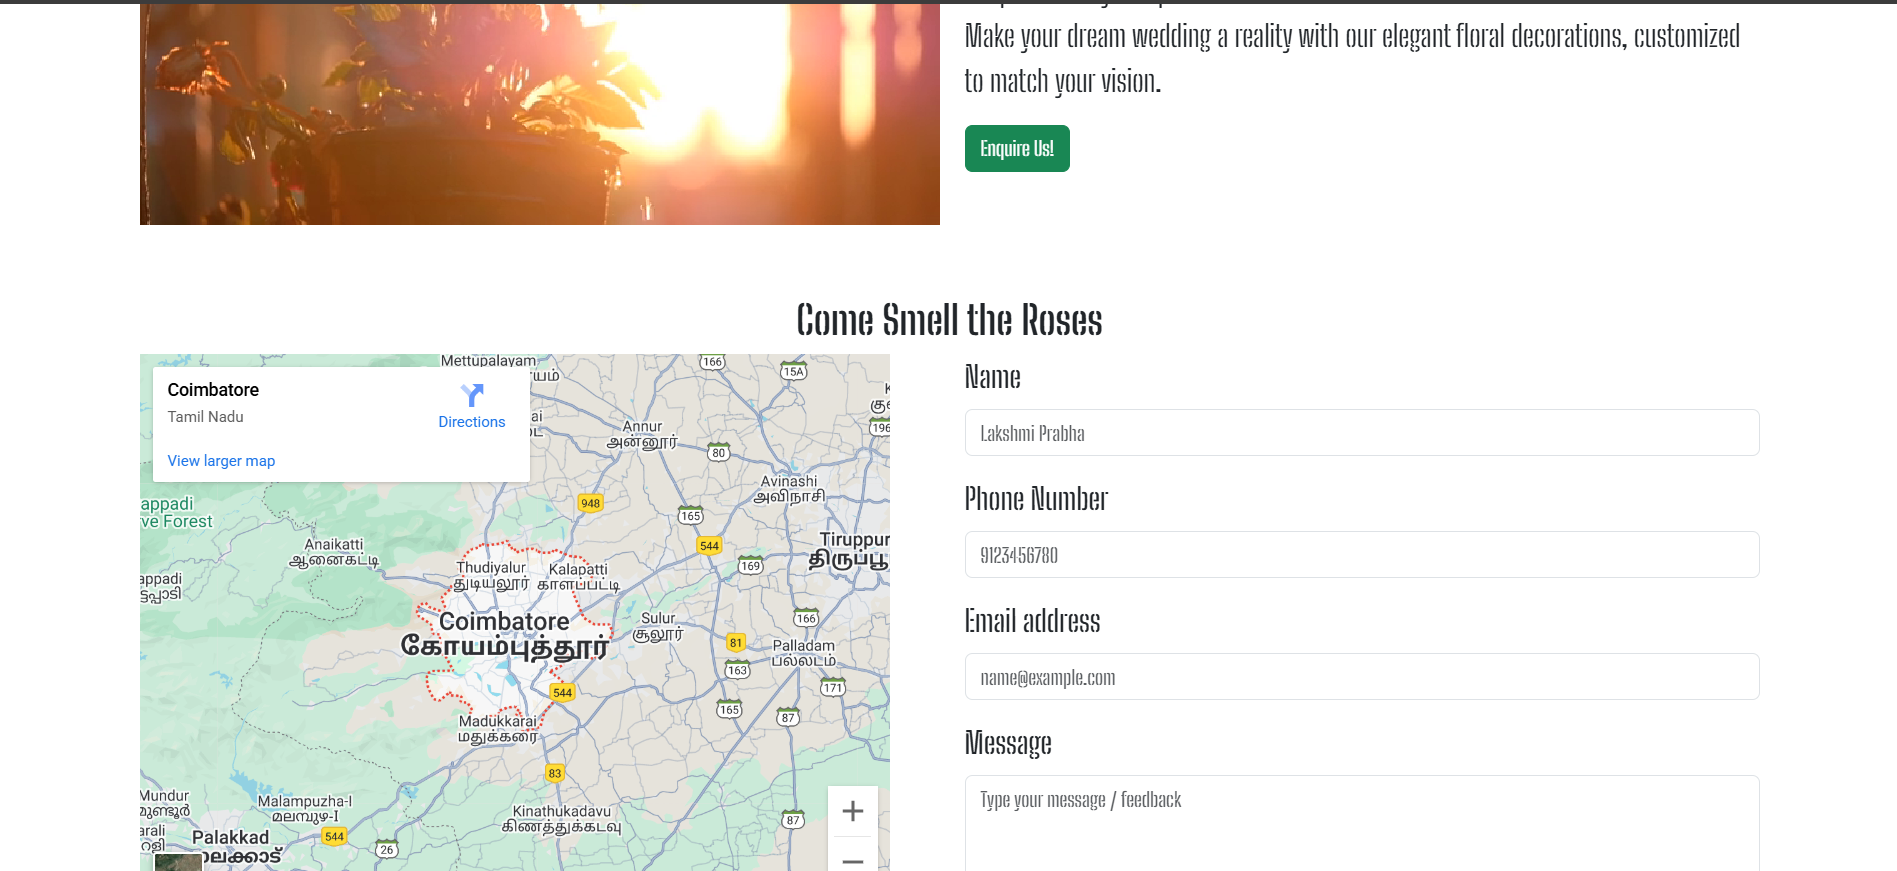 Make your dream wedding a reality with our elegant floral decorations, customized
to match your vision.
Enquire Us!
Come Smell the Roses
Coimbatore
Tamil Nadu
Directions
View larger map
Mettupalayam
166
15A
Annur
அன்னூர்
196
80
Avinashi
அவிநாசி
948
165
544
Tiruppur
திருப்பூ
169
appadi
ve Forest
Anaikatti
ஆனைகட்டி
appadi
ட்டப்பாடி
Thudiyalur
துடியலூர்
Kalapatti
காளப்பட்டி
Coimbatore
கோயம்புத்தூர்
Sulur
சூலூர்
166
81
Palladam
பல்லடம்
163
171
544
165
87
Madukkarai
மதுக்கரை
83
Mundur
Malampuzha-I
മലമ്പുഴ-I
Kinathukadavu
கிணத்துக்கடவு
87
Palakkad
544
26
Name
Lakshmi Prabha
Phone Number
9123456780
Email address
name@example.com
Message
Type your message / feedback